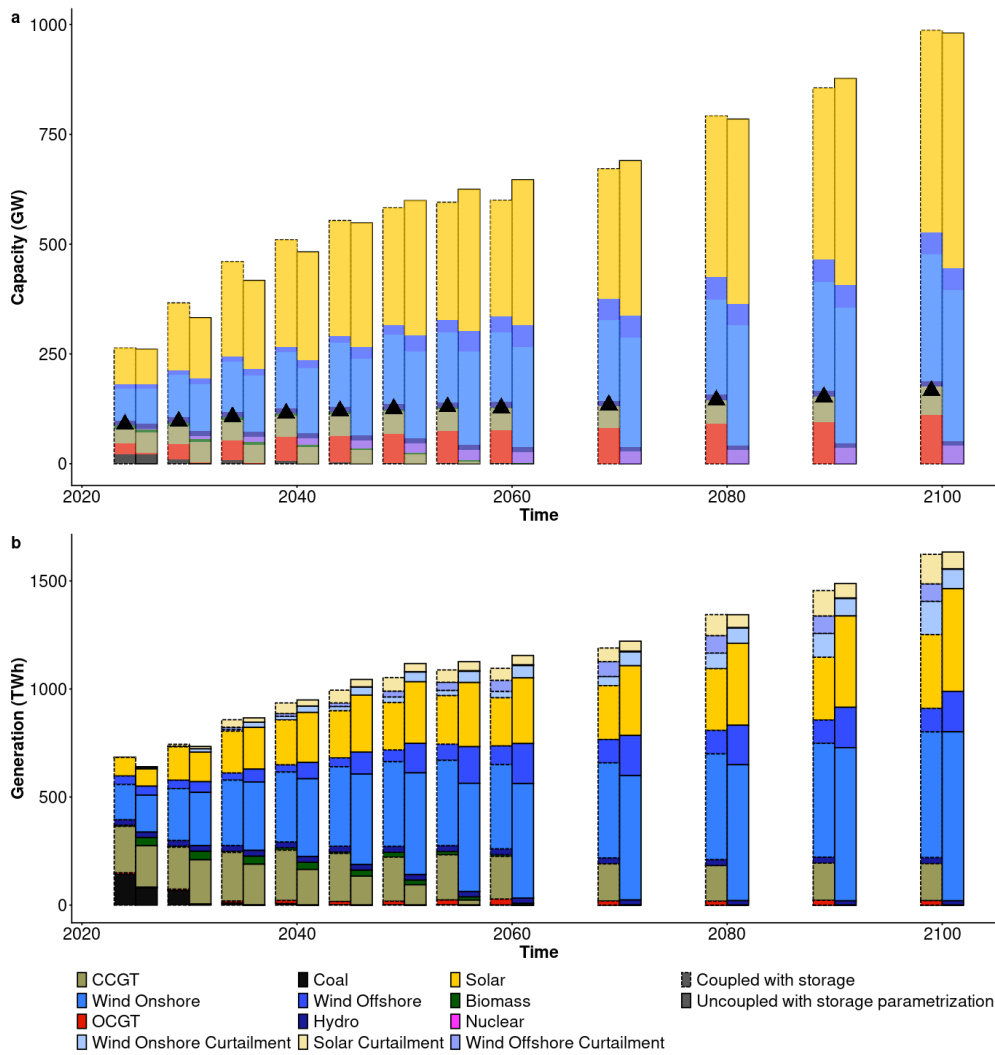 a
1000
750
500
250
0
Capacity (GW)
2020 2040 2060 2080 2100
Time
b
1500
1000
500
0
Generation (TWh)
2020 2040 2060 2080 2100
Time
CCGT Coal Solar Coupled with storage
Wind Onshore Wind Offshore Biomass Uncoupled with storage parametrization
OCGT Hydro Nuclear
Wind Onshore Curtailment Solar Curtailment Wind Offshore Curtailment